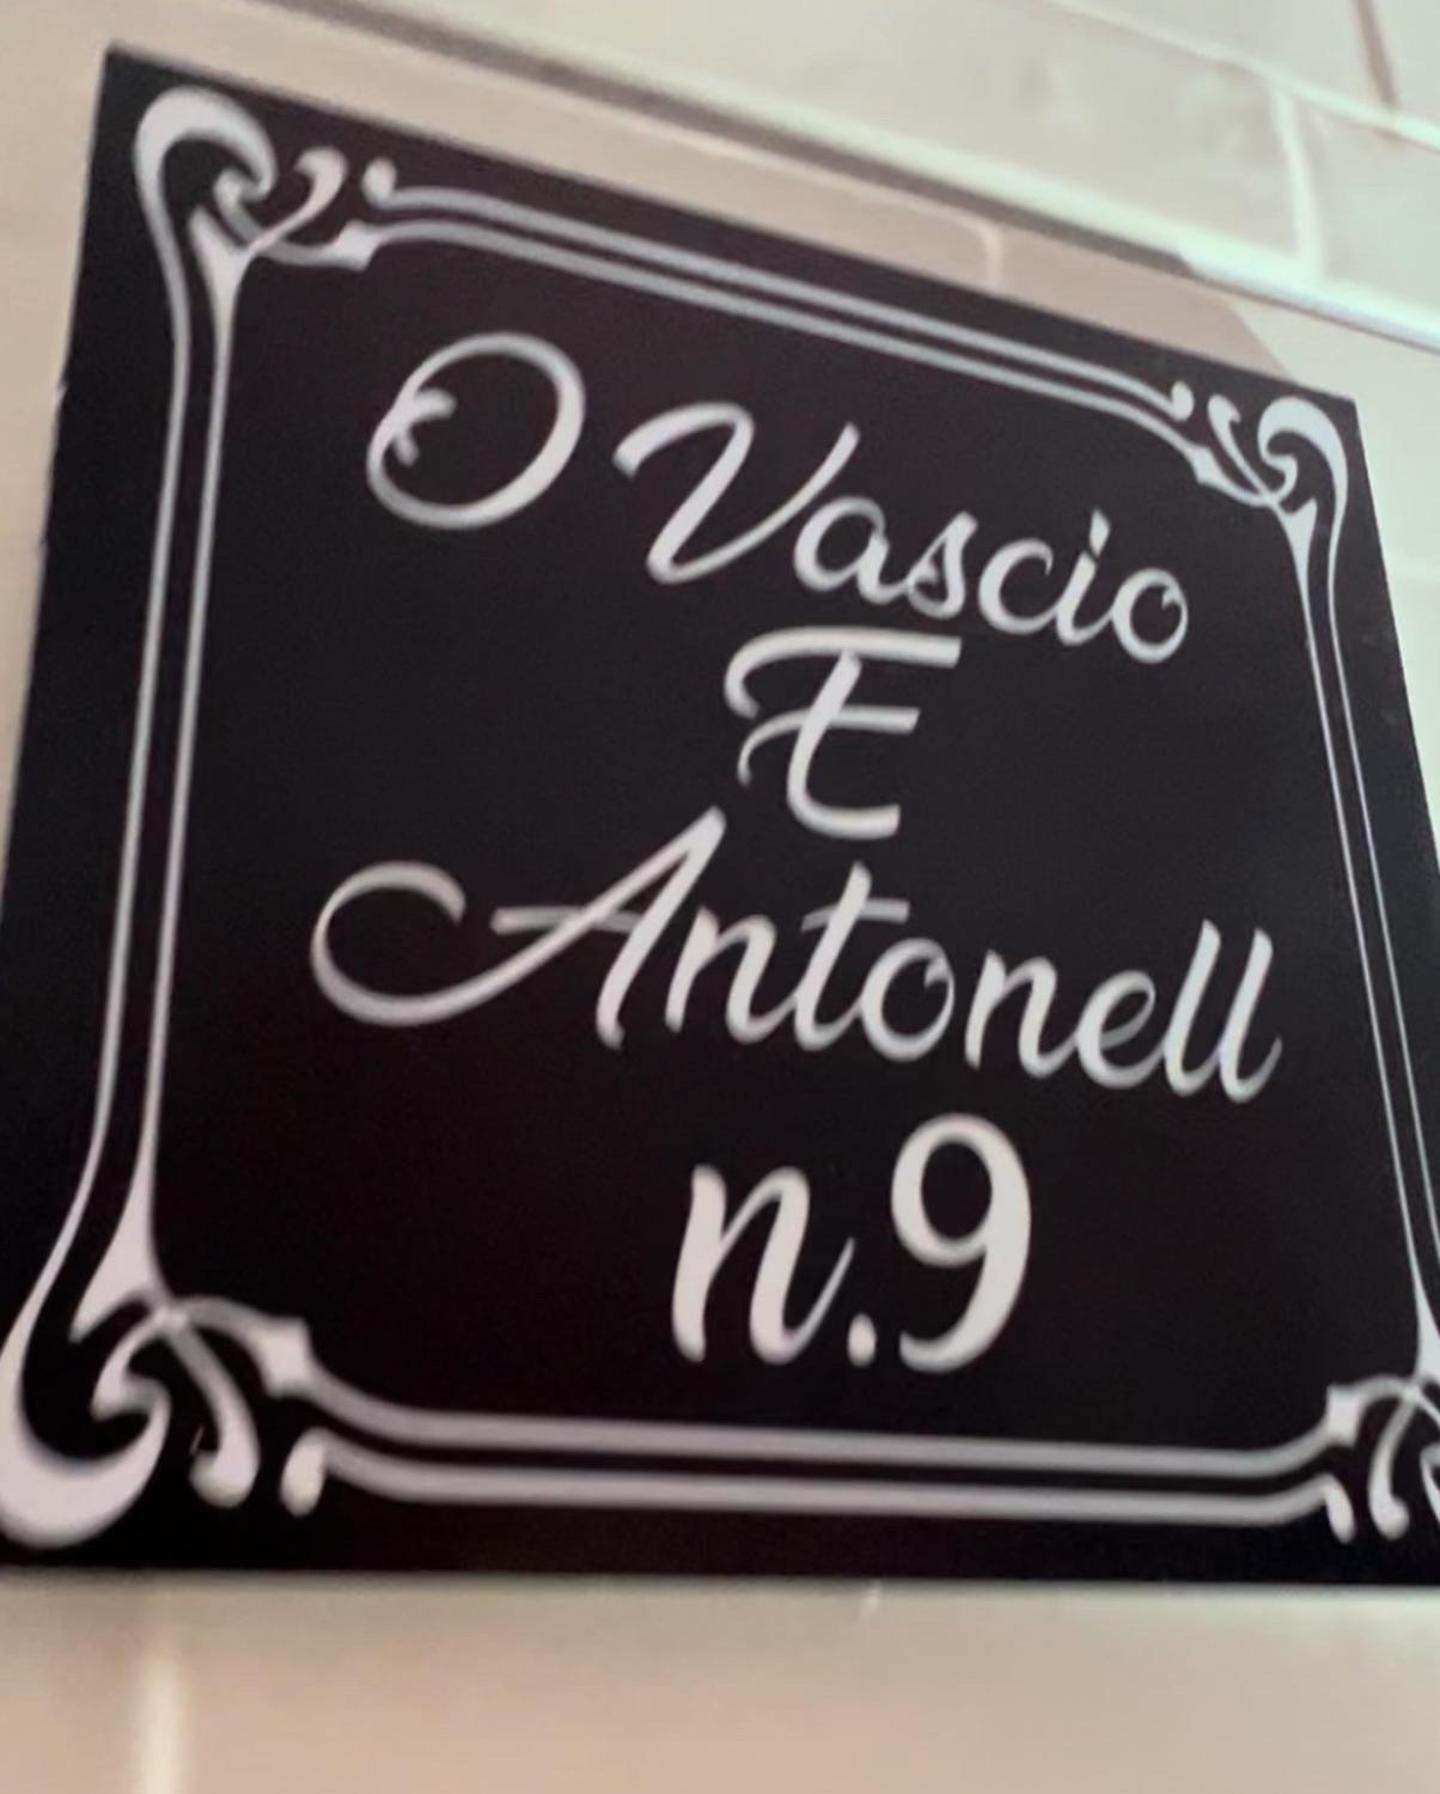 O Vascio
E
Antonell
n.9